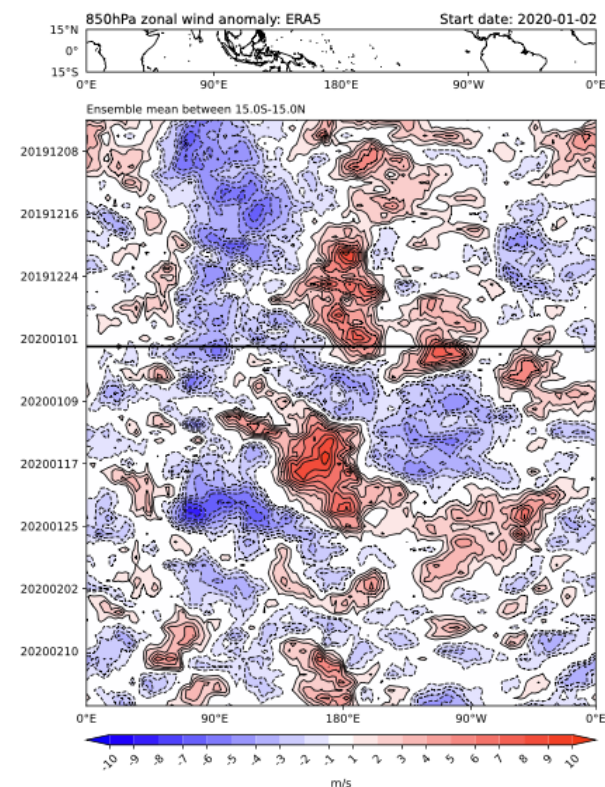 850hPa zonal wind anomaly: ERA5 Start date: 2020-01-02
15°N
0°
15°S
0°E 90°E 180°E 90°W 0°E
Ensemble mean between 15.0S-15.0N
20191208
20191216
20191224
20200101
20200109
20200117
20200125
20200202
20200210
0°E 90°E 180°E 90°W 0°E
-10 -9 -8 -7 -6 -5 -4 -3 -2 -1 1 2 3 4 5 6 7 8 9 10
m/s